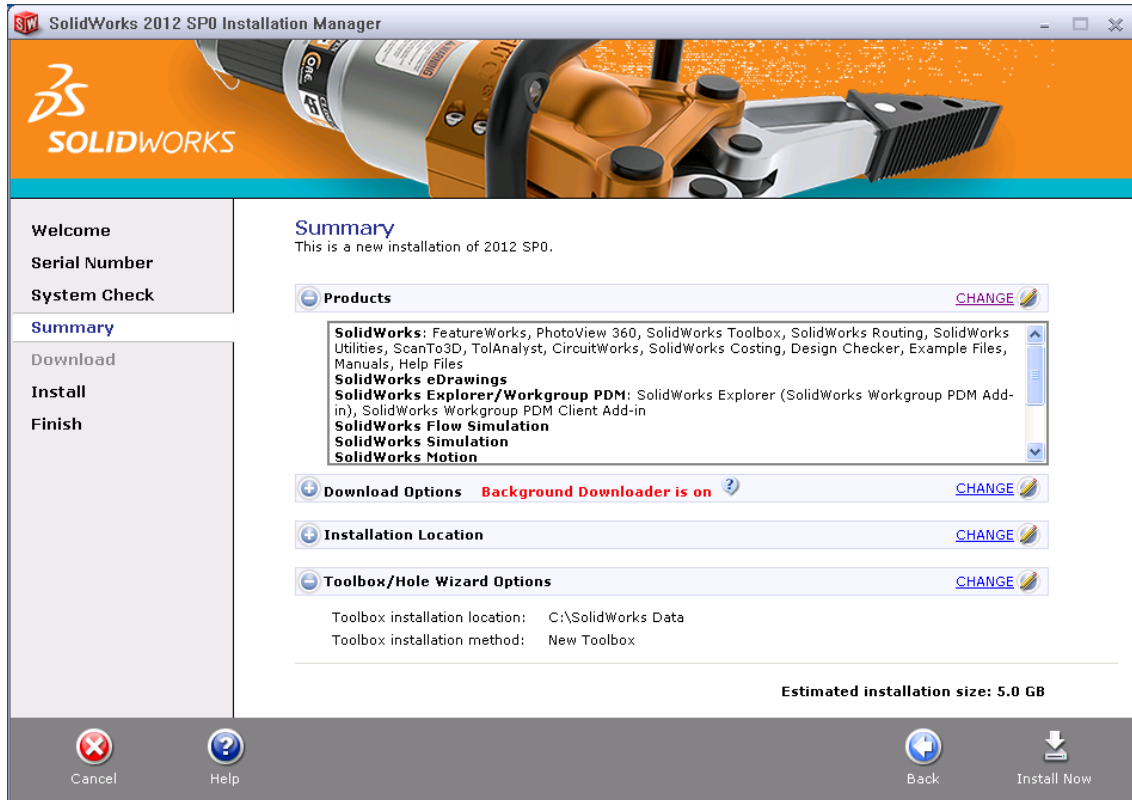 SolidWorks 2012 SP0 Installation Manager
SOLIDWORKS
WARNING
Welcome
Serial Number
System Check
Summary
Download
Install
Finish
Summary
This is a new installation of 2012 SP0.
Products CHANGE
SolidWorks: FeatureWorks, PhotoView 360, SolidWorks Toolbox, SolidWorks Routing, SolidWorks
Utilities, ScanTo3D, TolAnalyst, CircuitWorks, SolidWorks Costing, Design Checker, Example Files,
Manuals, Help Files
SolidWorks eDrawings
SolidWorks Explorer/Workgroup PDM: SolidWorks Explorer (SolidWorks Workgroup PDM Add-
in), SolidWorks Workgroup PDM Client Add-in
SolidWorks Flow Simulation
SolidWorks Simulation
SolidWorks Motion
Download Options Background Downloader is on ? CHANGE
Installation Location CHANGE
Toolbox/Hole Wizard Options CHANGE
Toolbox installation location: C:\SolidWorks Data
Toolbox installation method: New Toolbox
Estimated installation size: 5.0 GB
Cancel
Help
Back
Install Now